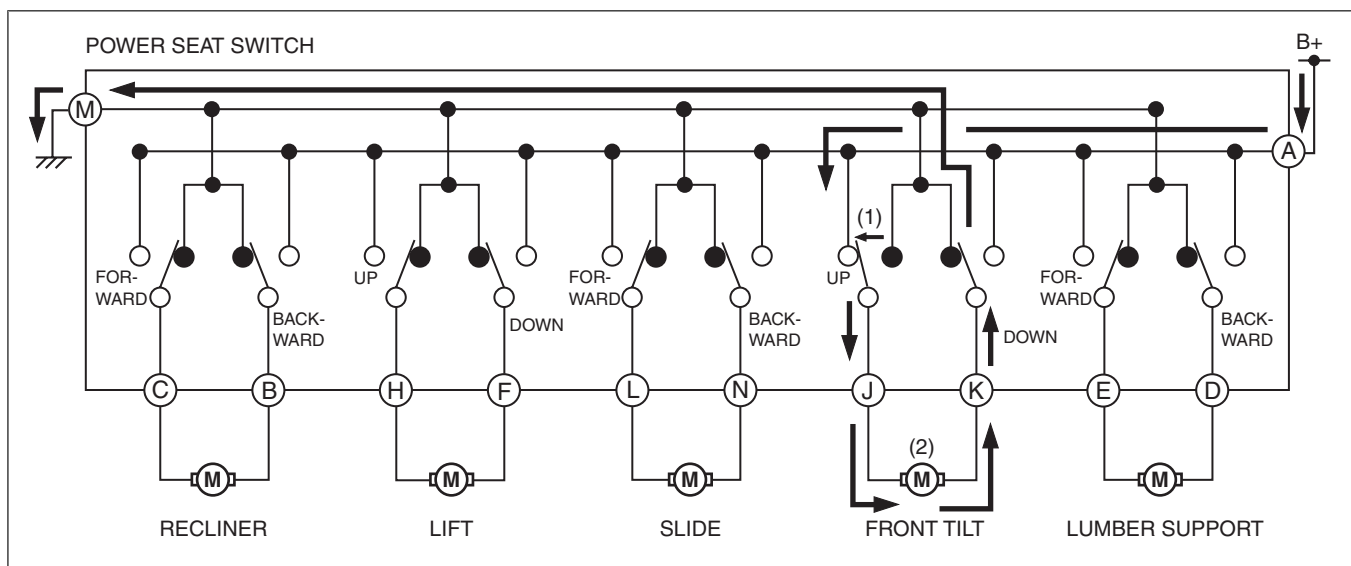 POWER SEAT SWITCH
B+
M
A
(1)
FOR-
WARD
BACK-
WARD
UP
DOWN
FOR-
WARD
BACK-
WARD
UP
DOWN
FOR-
WARD
BACK-
WARD
C
B
H
F
L
N
J
K
E
D
(2)
M
M
M
M
M
RECLINER
LIFT
SLIDE
FRONT TILT
LUMBER SUPPORT